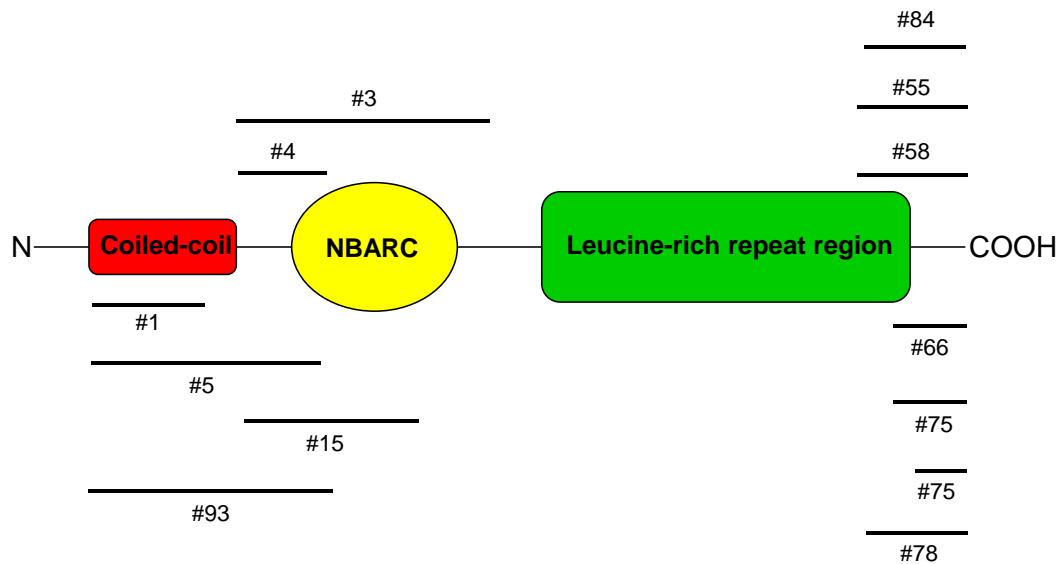 #84
#3
#55
#4
#58
N
Coiled-coil
NBARC
Leucine-rich repeat region
COOH
#1
#66
#5
#75
#15
#75
#93
#78